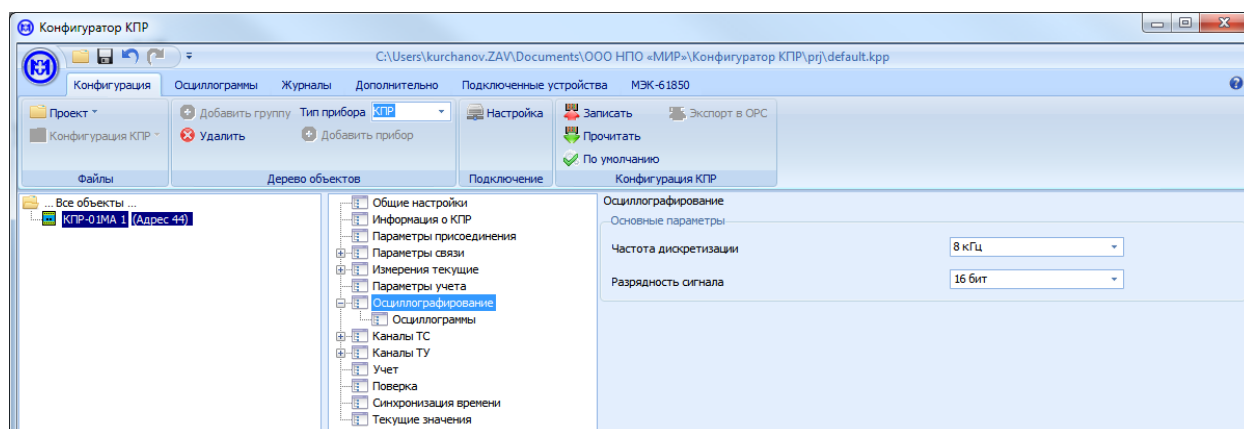 Конфигуратор КПР
C:\Users\kurchanov.ZAV\Documents\ООО НПО «МИР»\Конфигуратор КПР\prj\default.kpp
Конфигурация Осциллограммы Журналы Дополнительно Подключенные устройства МЭК-61850
Проект Добавить группу Тип прибора КПР Настройка Записать Экспорт в OPC
Конфигурация КПР Удалить Добавить прибор Прочитать
По умолчанию
Файлы Дерево объектов Подключение Конфигурация КПР
... Все объекты ... Общие настройки Осциллографирование
КПР-01МА 1 (Адрес 44) Информация о КПР Основные параметры
Параметры присоединения
Параметры связи Частота дискретизации 8 кГц
Измерения текущие
Параметры учета Разрядность сигнала 16 бит
Осциллографирование
Осциллограммы
Каналы ТС
Каналы ТУ
Учет
Поверка
Синхронизация времени
Текущие значения